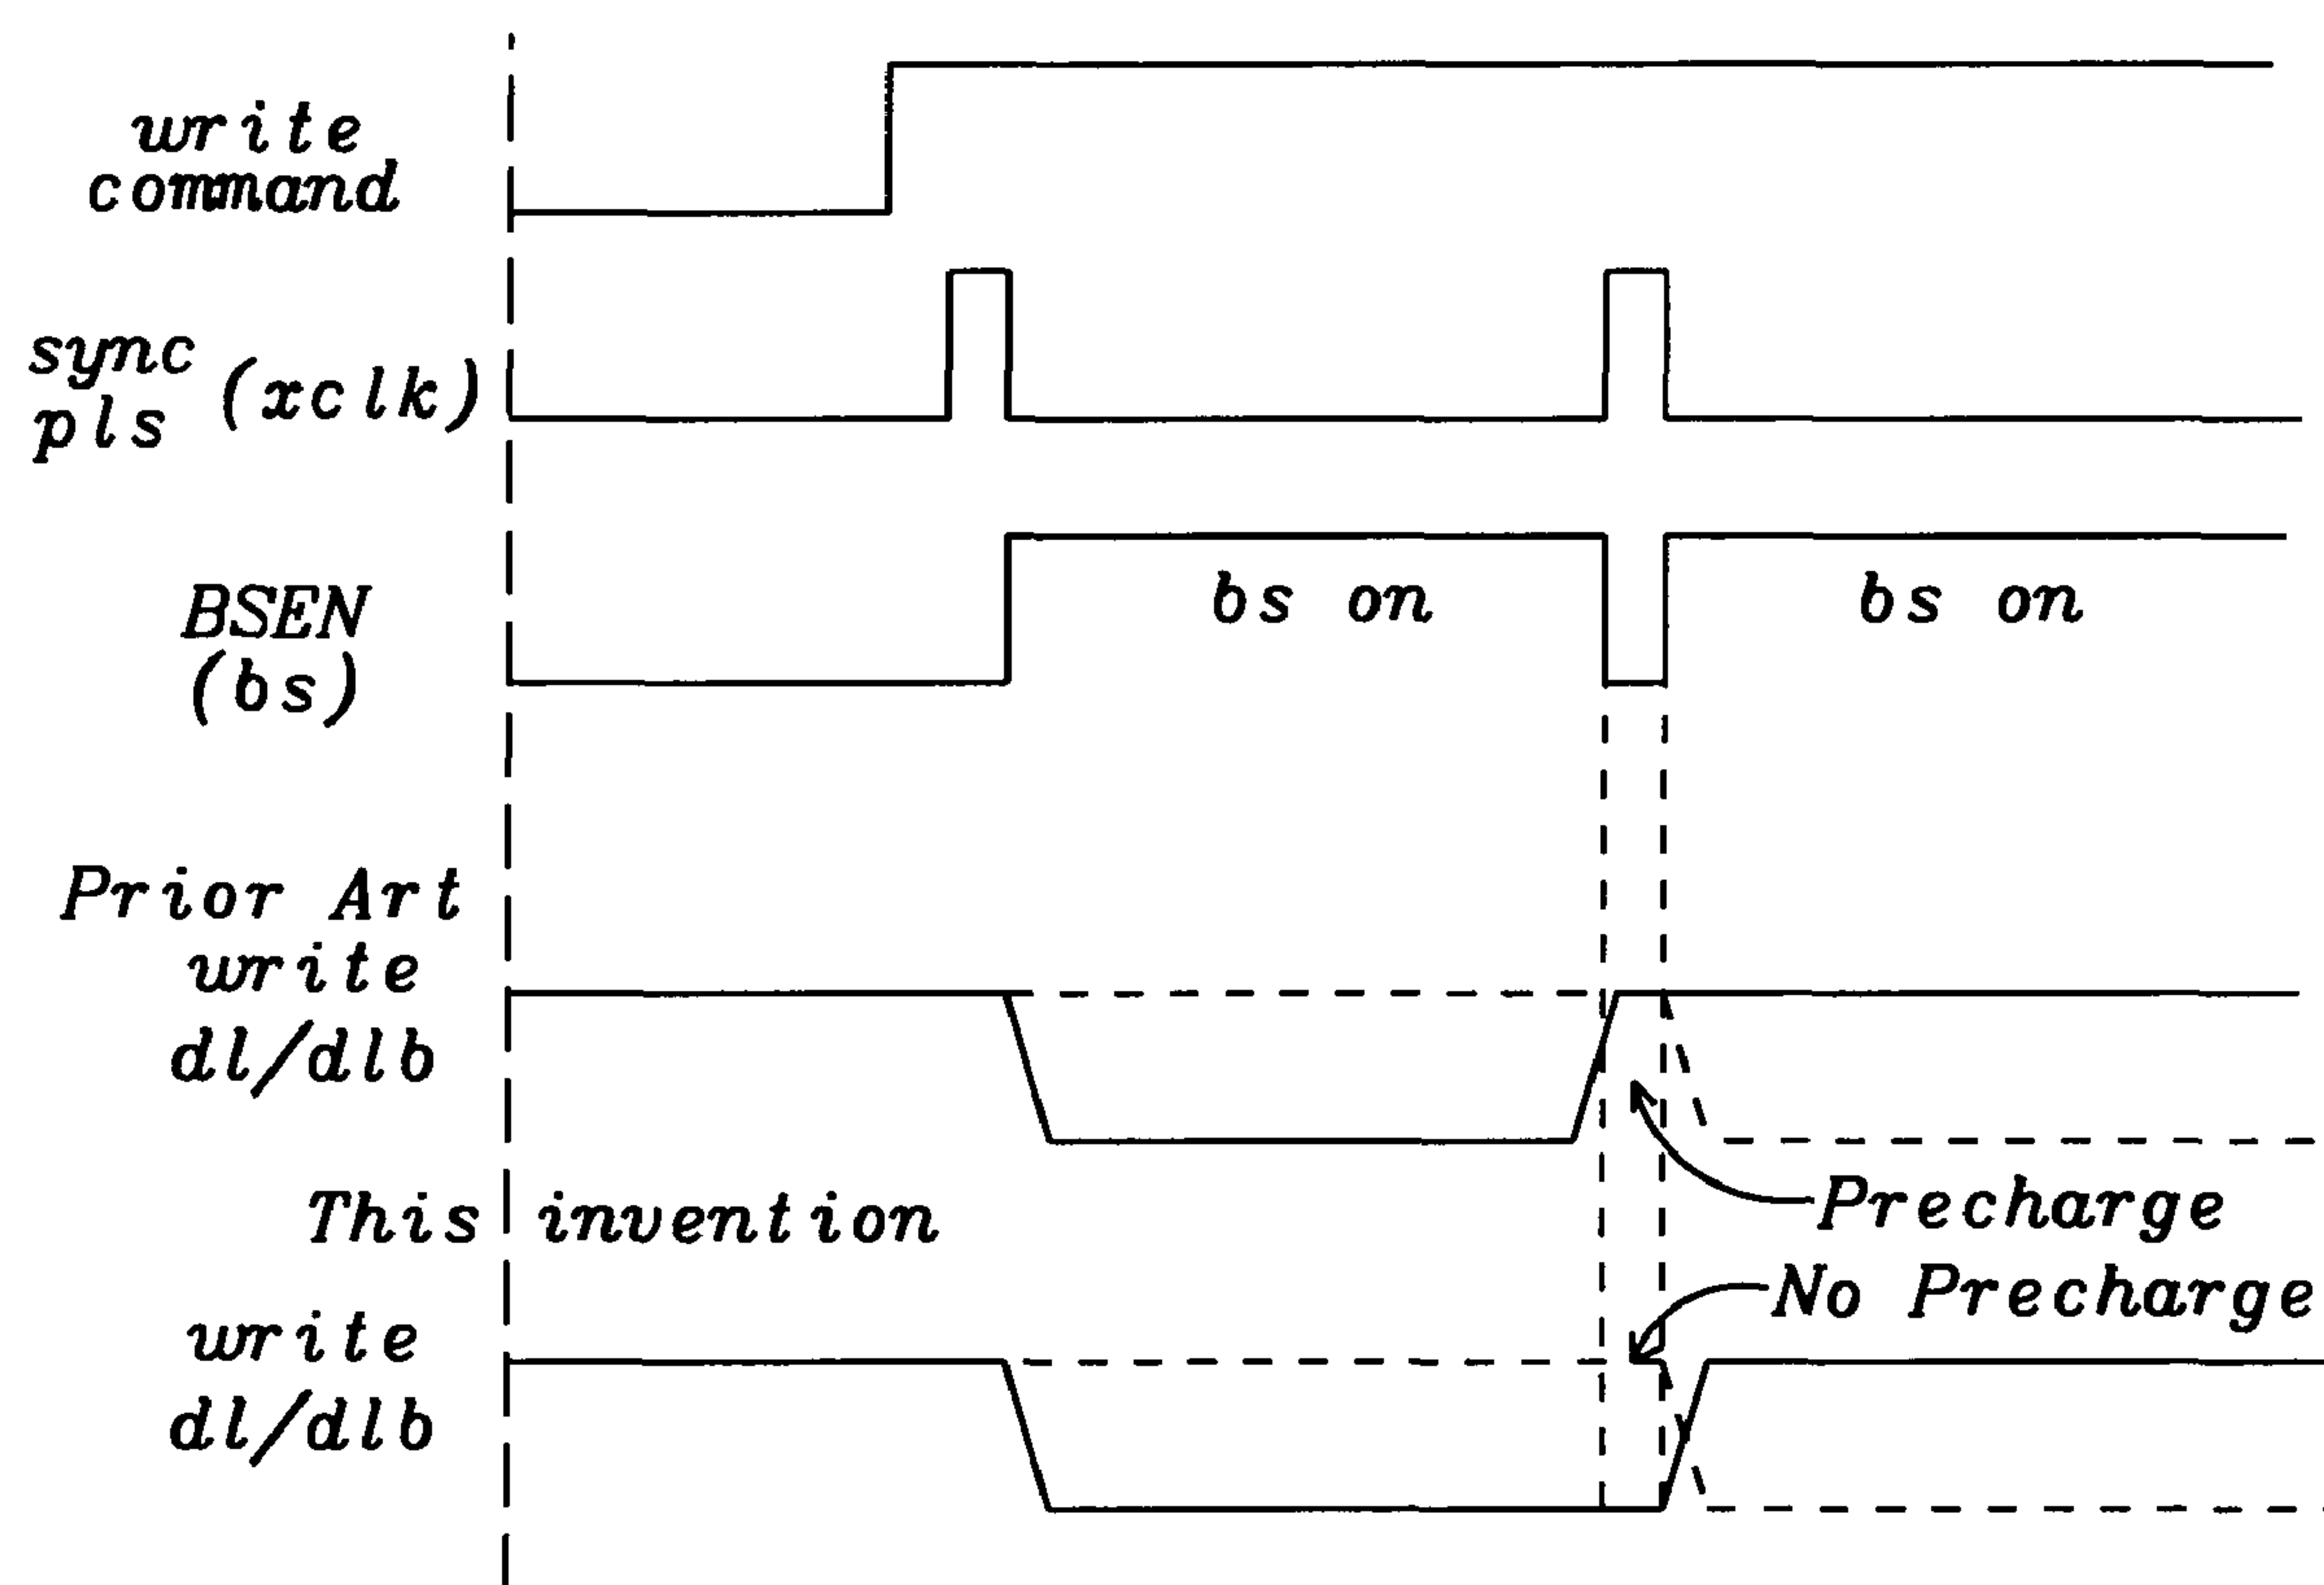 write
command
sync
pls (xclk)
BSEN
(bs)
bs on
bs on
Prior Art
write
dl/dlb
Precharge
This invention
No Precharge
write
dl/dlb